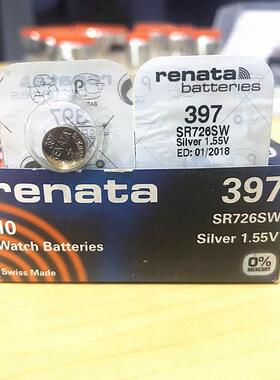 renata
batteries
397
SR726SW
Silver 1.55V
ED: 01/2018
397
renata
397
10
Watch Batteries
SR726SW
Silver 1.55V
Swiss Made
0%
MERCURY